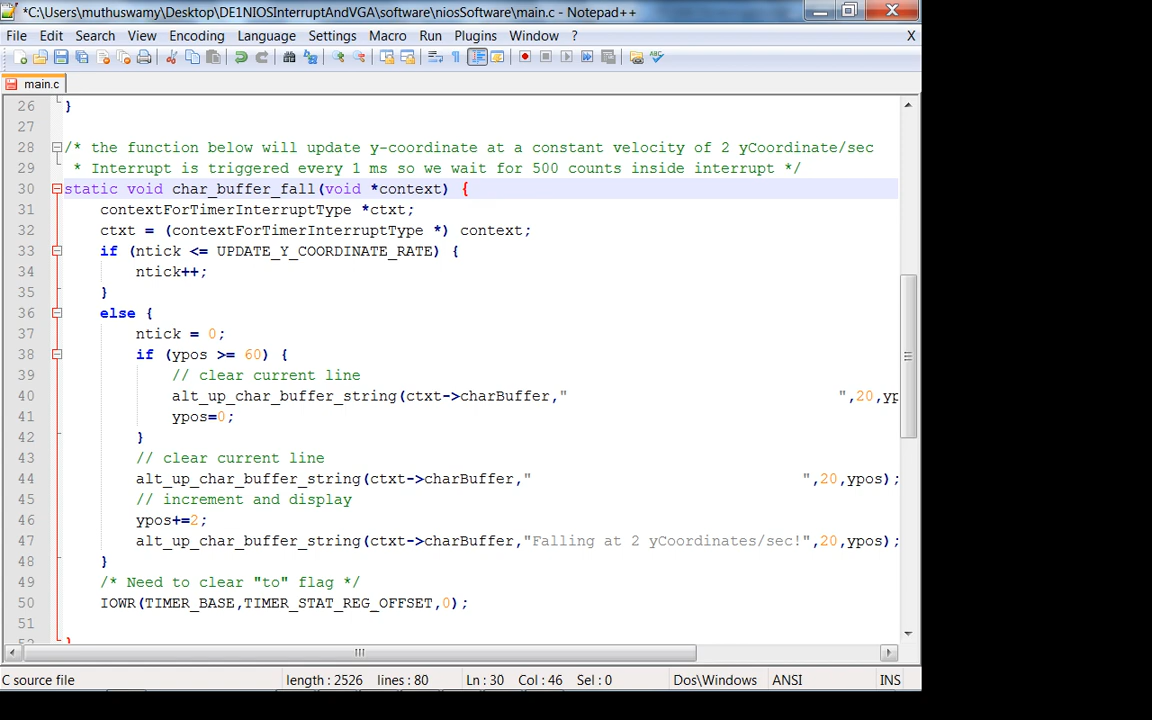 *C:\Users\muthuswamy\Desktop\DE1NIOSInterruptAndVGA\software\niosSoftware\main.c - Notepad++
File Edit Search View Encoding Language Settings Macro Run Plugins Window ? X
main.c
26 }
27
28 /* the function below will update y-coordinate at a constant velocity of 2 yCoordinate/sec
29  * Interrupt is triggered every 1 ms so we wait for 500 counts inside interrupt */
30 static void char_buffer_fall(void *context) {
31     contextForTimerInterruptType *ctxt;
32     ctxt = (contextForTimerInterruptType *) context;
33     if (ntick <= UPDATE_Y_COORDINATE_RATE) {
34         ntick++;
35     }
36     else {
37         ntick = 0;
38         if (ypos >= 60) {
39             // clear current line
40             alt_up_char_buffer_string(ctxt->charBuffer,"                              ",20,yp
41             ypos=0;
42         }
43         // clear current line
44         alt_up_char_buffer_string(ctxt->charBuffer,"                              ",20,ypos);
45         // increment and display
46         ypos+=2;
47         alt_up_char_buffer_string(ctxt->charBuffer,"Falling at 2 yCoordinates/sec!",20,ypos);
48     }
49     /* Need to clear "to" flag */
50     IOWR(TIMER_BASE,TIMER_STAT_REG_OFFSET,0);
51
52 }
C source file length : 2526 lines : 80 Ln : 30 Col : 46 Sel : 0 Dos\Windows ANSI INS